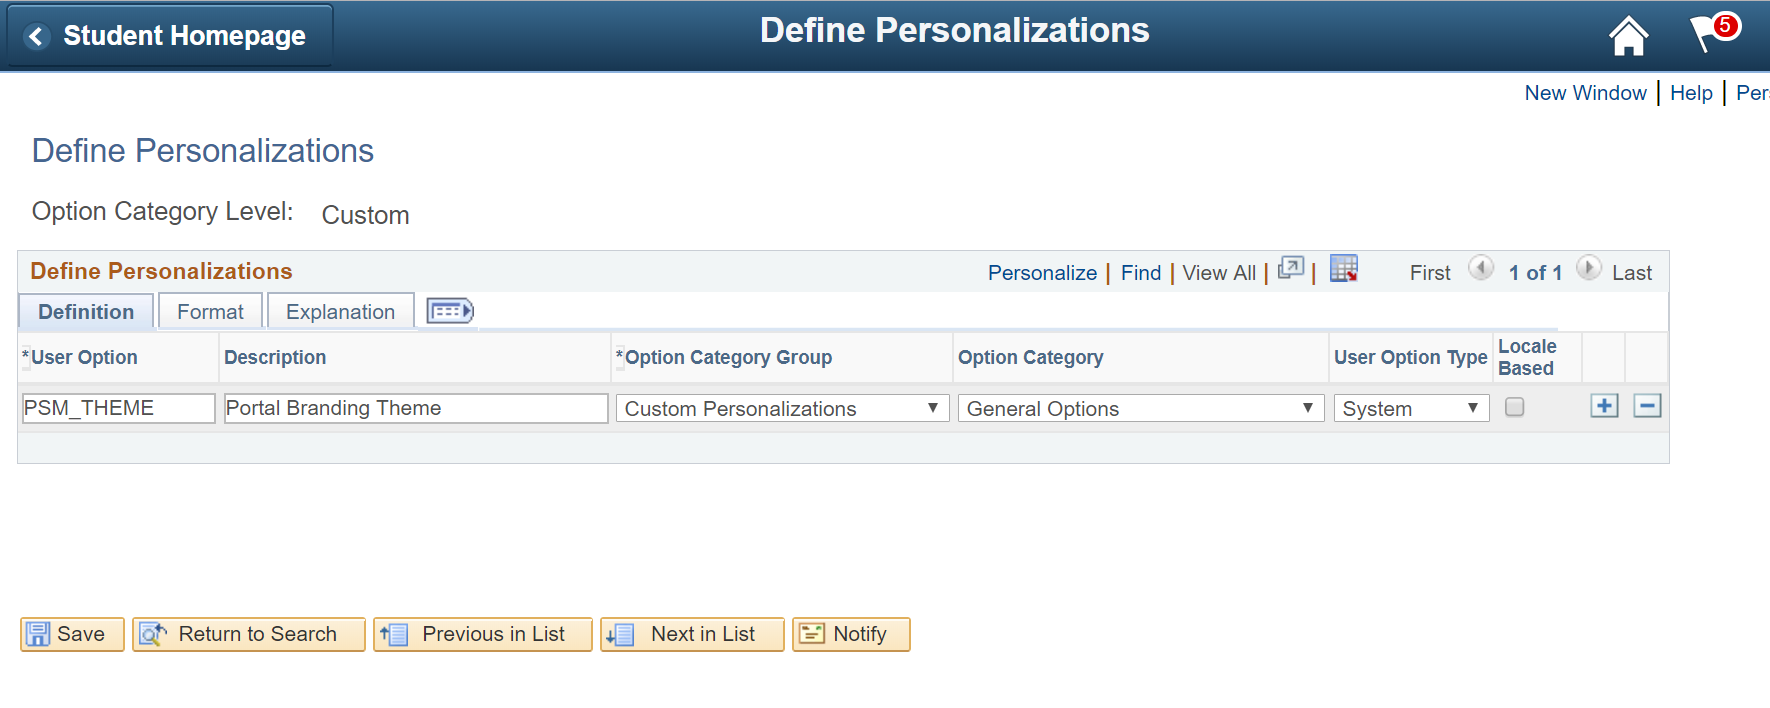 Student Homepage
Define Personalizations
5
New Window | Help | Per
Define Personalizations
Option Category Level: Custom
Define Personalizations
Personalize | Find | View All | | First 1 of 1 Last
Definition Format Explanation
*User Option Description *Option Category Group Option Category User Option Type Locale Based
PSM_THEME Portal Branding Theme Custom Personalizations General Options System
Save Return to Search Previous in List Next in List Notify